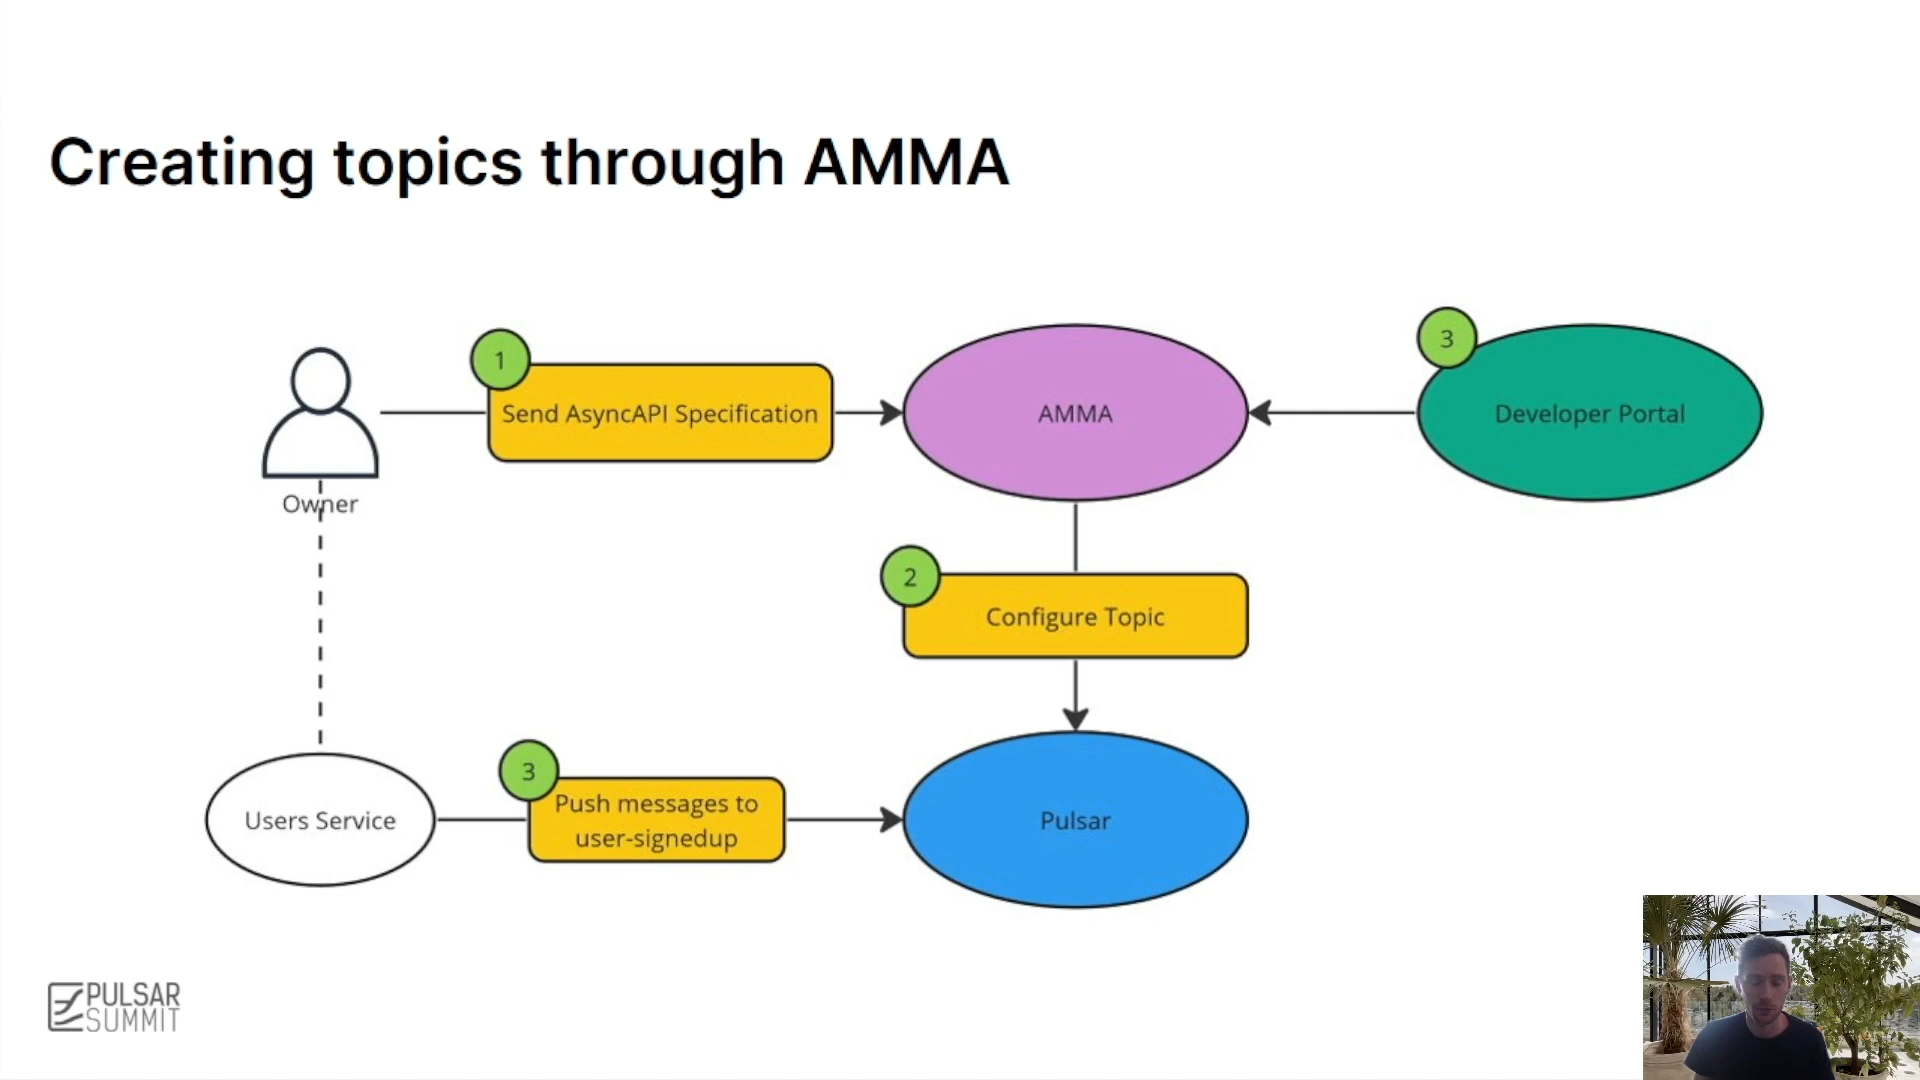 Creating topics through AMMA
1
Send AsyncAPI Specification
AMMA
3
Developer Portal
Owner
2
Configure Topic
3
Push messages to
user-signedup
Users Service
Pulsar
PULSAR
SUMMIT